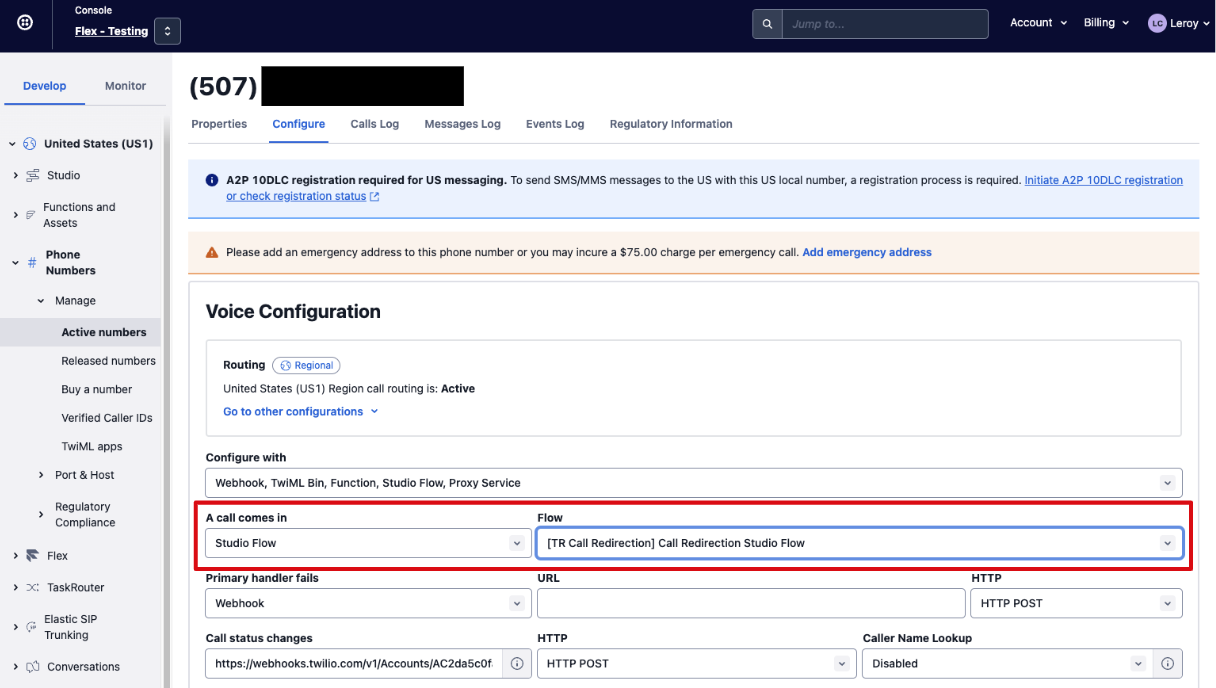 Console
Flex - Testing
Jump to...
Account
Billing
LC
Leroy
Develop
Monitor
United States (US1)
Studio
Functions and
Assets
#
Phone
Numbers
Manage
Active numbers
Released numbers
Buy a number
Verified Caller IDs
TwiML apps
Port & Host
Regulatory
Compliance
Flex
TaskRouter
Elastic SIP
Trunking
Conversations
(507)
Properties
Configure
Calls Log
Messages Log
Events Log
Regulatory Information
A2P 10DLC registration required for US messaging. To send SMS/MMS messages to the US with this US local number, a registration process is required. Initiate A2P 10DLC registration
or check registration status
Please add an emergency address to this phone number or you may incure a $75.00 charge per emergency call. Add emergency address
Voice Configuration
Routing Regional
United States (US1) Region call routing is: Active
Go to other configurations
Configure with
Webhook, TwiML Bin, Function, Studio Flow, Proxy Service
A call comes in
Flow
Studio Flow
[TR Call Redirection] Call Redirection Studio Flow
Primary handler fails
URL
HTTP
Webhook
HTTP POST
Call status changes
HTTP
Caller Name Lookup
https://webhooks.twilio.com/v1/Accounts/AC2da5c0f
HTTP POST
Disabled